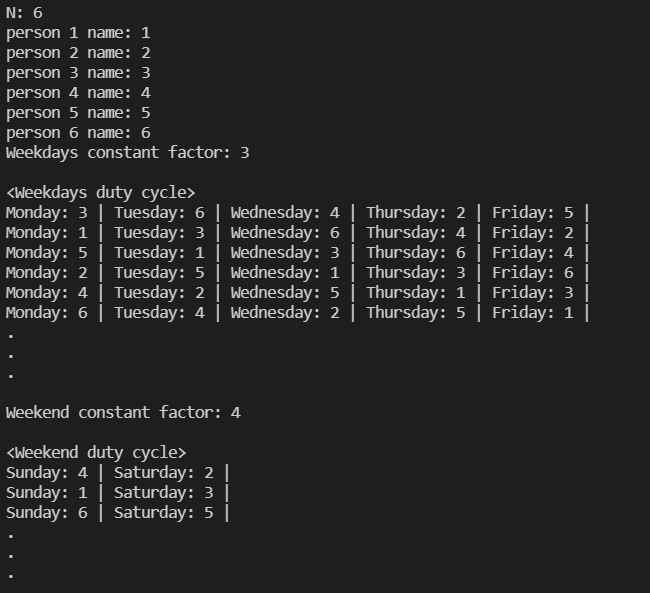 N: 6
person 1 name: 1
person 2 name: 2
person 3 name: 3
person 4 name: 4
person 5 name: 5
person 6 name: 6
Weekdays constant factor: 3
<Weekdays duty cycle>
Monday: 3 | Tuesday: 6 | Wednesday: 4 | Thursday: 2 | Friday: 5 |
Monday: 1 | Tuesday: 3 | Wednesday: 6 | Thursday: 4 | Friday: 2 |
Monday: 5 | Tuesday: 1 | Wednesday: 3 | Thursday: 6 | Friday: 4 |
Monday: 2 | Tuesday: 5 | Wednesday: 1 | Thursday: 3 | Friday: 6 |
Monday: 4 | Tuesday: 2 | Wednesday: 5 | Thursday: 1 | Friday: 3 |
Monday: 6 | Tuesday: 4 | Wednesday: 2 | Thursday: 5 | Friday: 1 |
.
.
.
Weekend constant factor: 4
<Weekend duty cycle>
Sunday: 4 | Saturday: 2 |
Sunday: 1 | Saturday: 3 |
Sunday: 6 | Saturday: 5 |
.
.
.